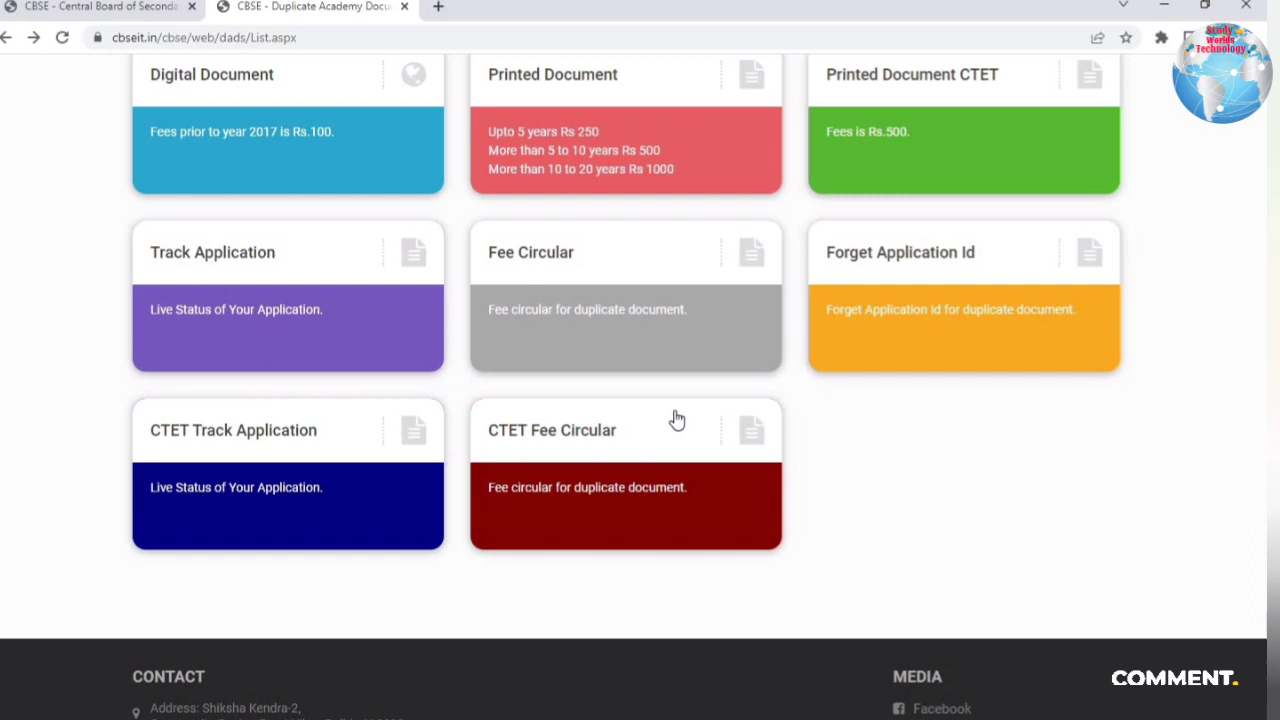 CBSE - Central Board of Seconda
CBSE - Duplicate Academy Docu
cbseit.in/cbse/web/dads/List.aspx
Study
Worlds
Technology
Digital Document
Fees prior to year 2017 is Rs.100.
Printed Document
Upto 5 years Rs 250
More than 5 to 10 years Rs 500
More than 10 to 20 years Rs 1000
Printed Document CTET
Fees is Rs.500.
Track Application
Live Status of Your Application.
Fee Circular
Fee circular for duplicate document.
Forget Application Id
Forget Application Id for duplicate document.
CTET Track Application
Live Status of Your Application.
CTET Fee Circular
Fee circular for duplicate document.
CONTACT
Address: Shiksha Kendra-2,
MEDIA
Facebook
COMMENT.